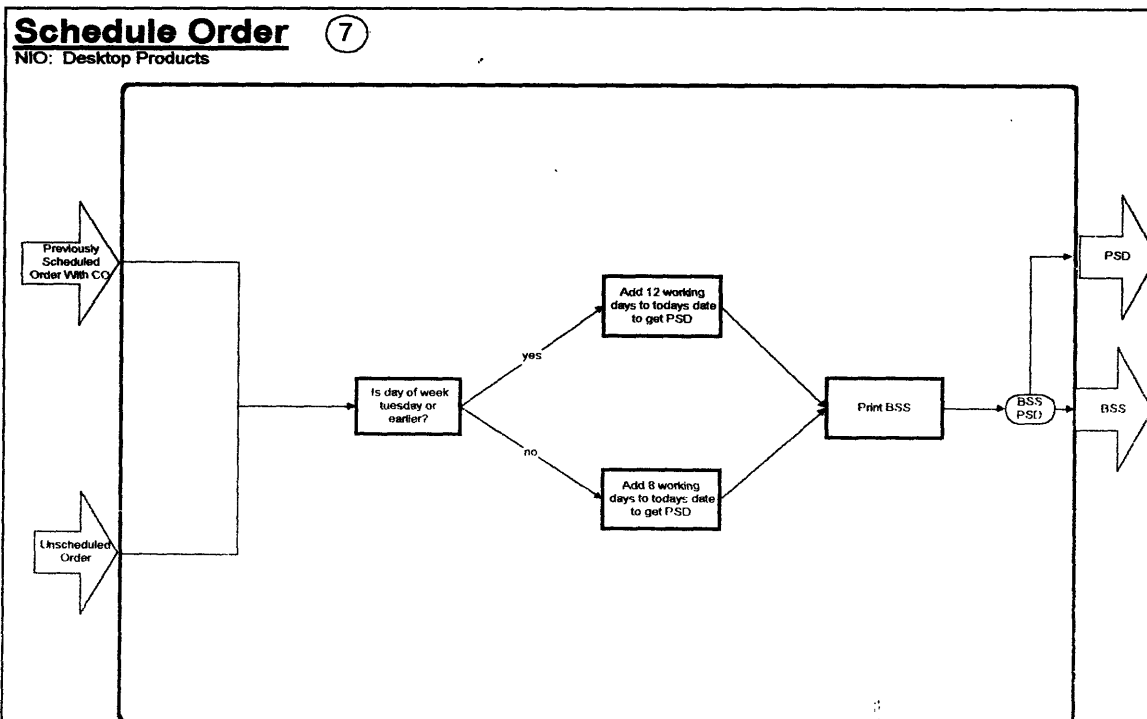 Schedule Order 7
NIO: Desktop Products
Previously
Scheduled
Order With CO
Unscheduled
Order
Is day of week
tuesday or
earlier?
yes
no
Add 12 working
days to todays date
to get PSD
Add 8 working
days to todays date
to get PSD
Print BSS
BSS
PSD
PSD
BSS